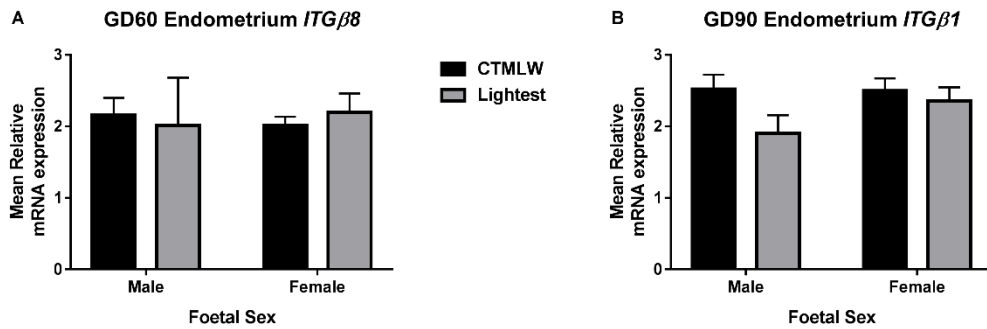 A
GD60 Endometrium ITGβ8
Mean Relative
mRNA expression
3
2
1
0
Male
Female
Foetal Sex
CTMLW
Lightest
B
GD90 Endometrium ITGβ1
Mean Relative
mRNA expression
3
2
1
0
Male
Female
Foetal Sex